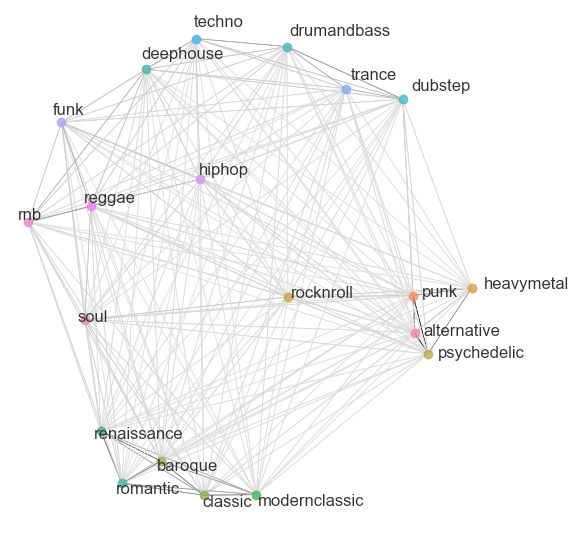 techno
drumandbass
deephouse
trance
dubstep
funk
hiphop
reggae
rnb
heavymetal
rocknroll
punk
soul
alternative
psychedelic
renaissance
baroque
romantic
classic
modernclassic